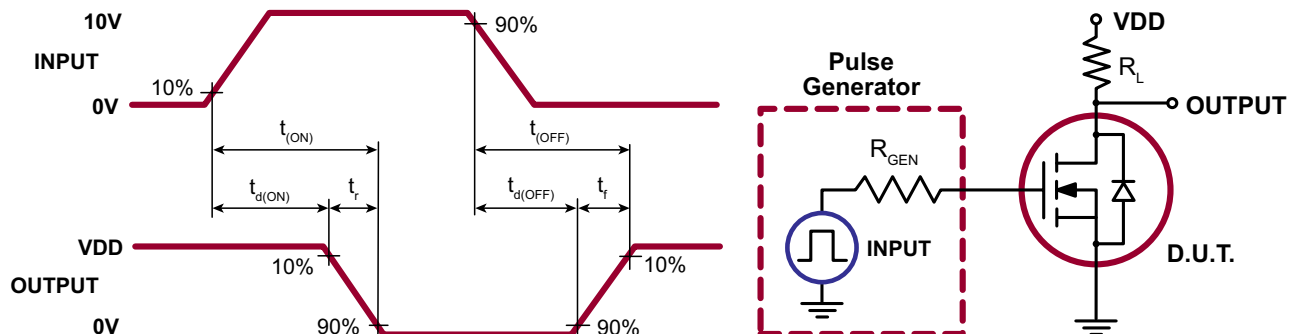 10V
INPUT
10%
0V
90%
t(ON)
t(OFF)
td(ON)
tr
td(OFF)
tf
VDD
OUTPUT
0V
10%
90%
90%
10%
Pulse
Generator
RGEN
INPUT
VDD
RL
OUTPUT
D.U.T.